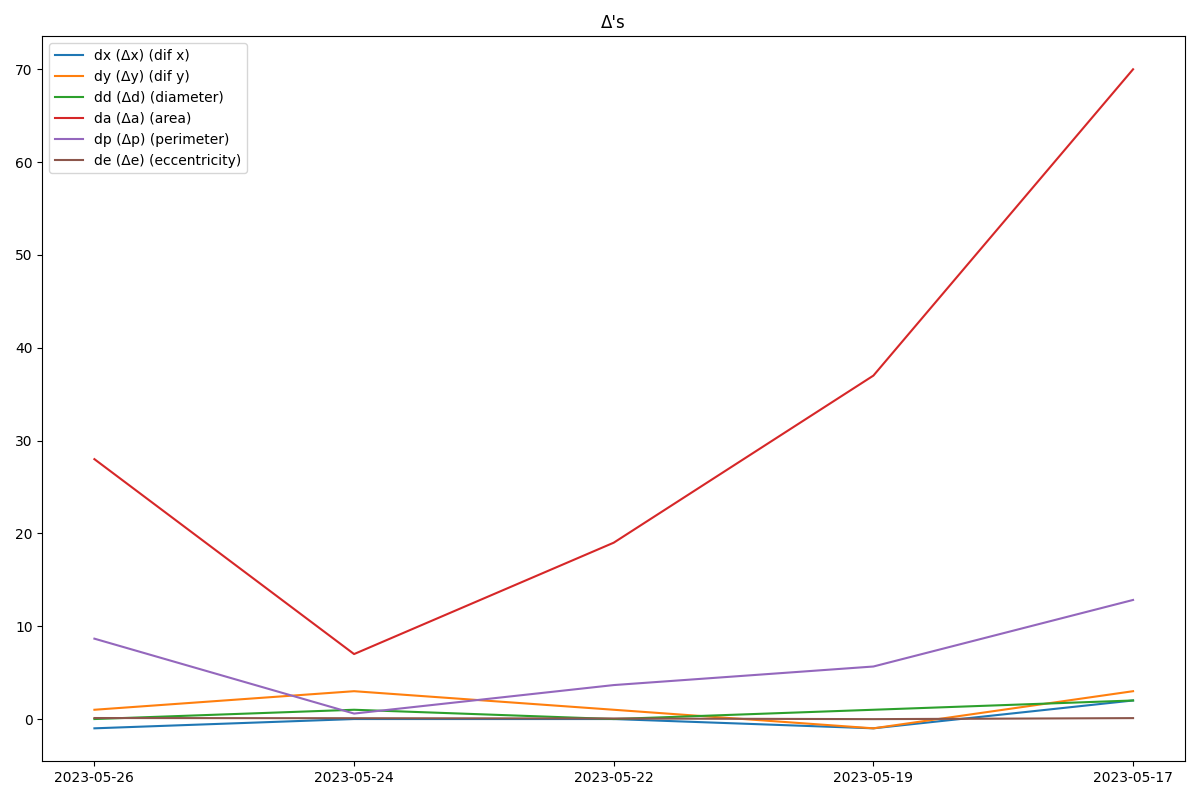 Δ's
dx (Δx) (dif x)
dy (Δy) (dif y)
dd (Δd) (diameter)
da (Δa) (area)
dp (Δp) (perimeter)
de (Δe) (eccentricity)
70
60
50
40
30
20
10
0
2023-05-26 2023-05-24 2023-05-22 2023-05-19 2023-05-17